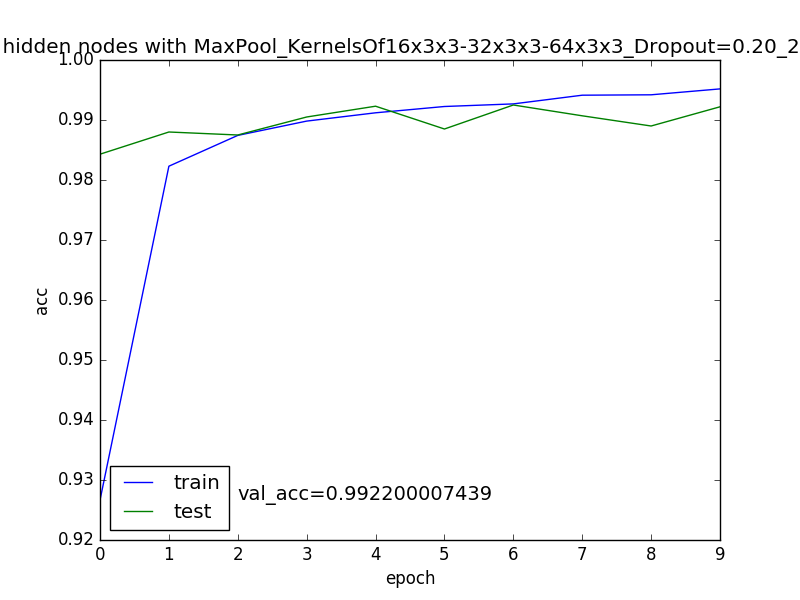 hidden nodes with MaxPool_KernelsOf16x3x3-32x3x3-64x3x3_Dropout=0.20_2
1.00
0.99
0.98
0.97
0.96
0.95
0.94
0.93
0.92
acc
train
test
val_acc=0.992200007439
0 1 2 3 4 5 6 7 8 9
epoch